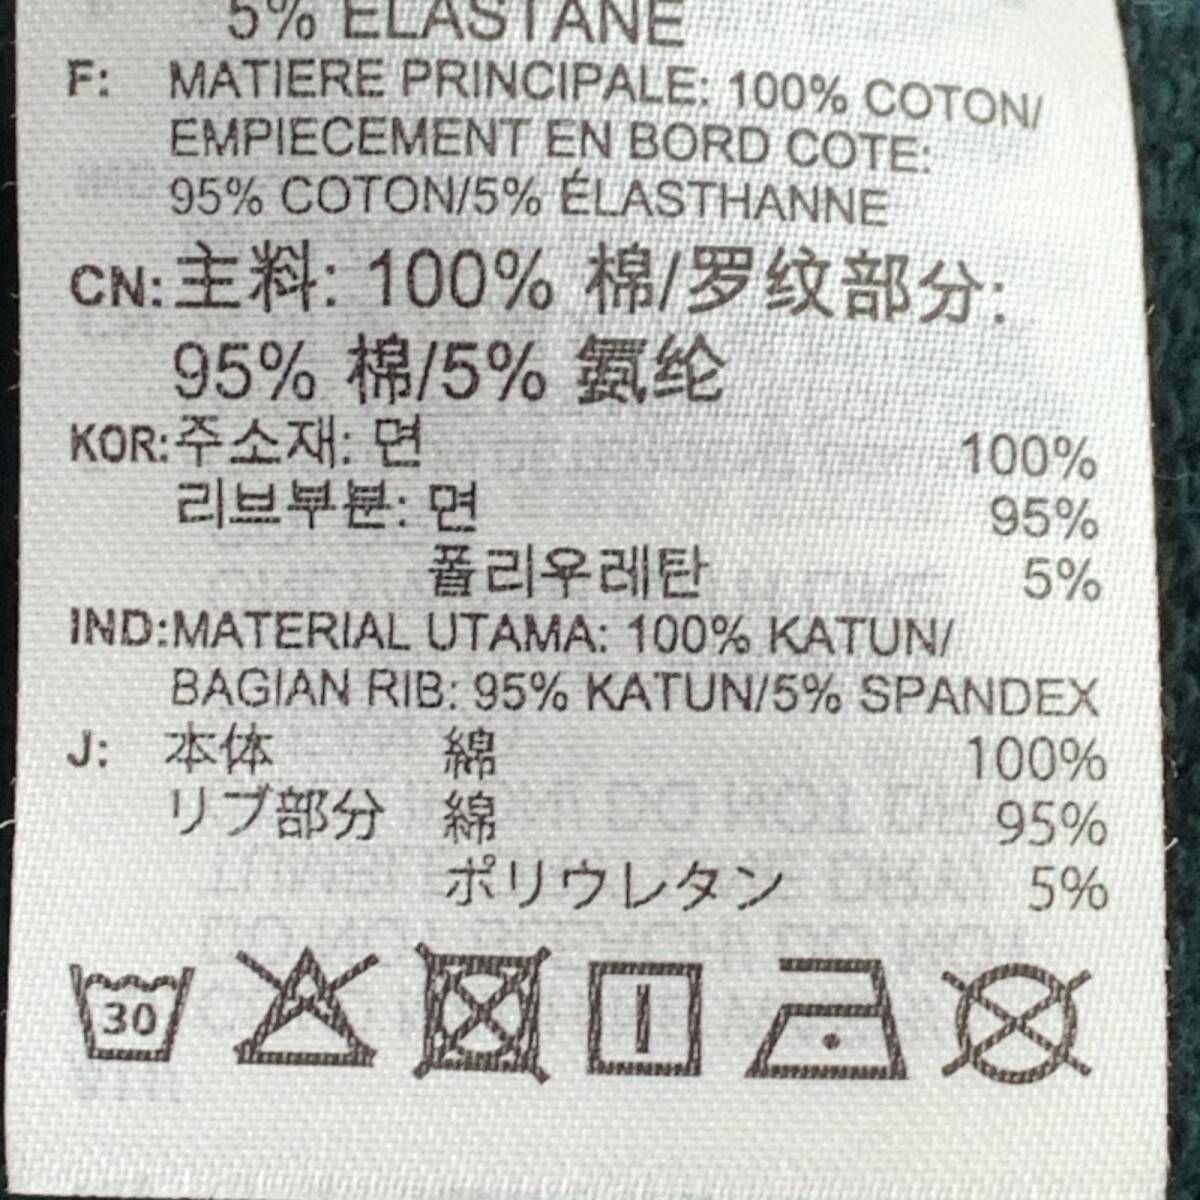 5% ELASTANE
F: MATIERE PRINCIPALE: 100% COTON/
EMPIECEMENT EN BORD COTE:
95% COTON/5% ÉLASTHANNE
CN: 主料: 100% 棉/罗纹部分:
95% 棉/5% 氨纶
KOR: 주소재: 면 100%
리브부분: 면 95%
폴리우레탄 5%
IND: MATERIAL UTAMA: 100% KATUN/
BAGIAN RIB: 95% KATUN/5% SPANDEX
J: 本体 綿 100%
リブ部分 綿 95%
ポリウレタン 5%
30